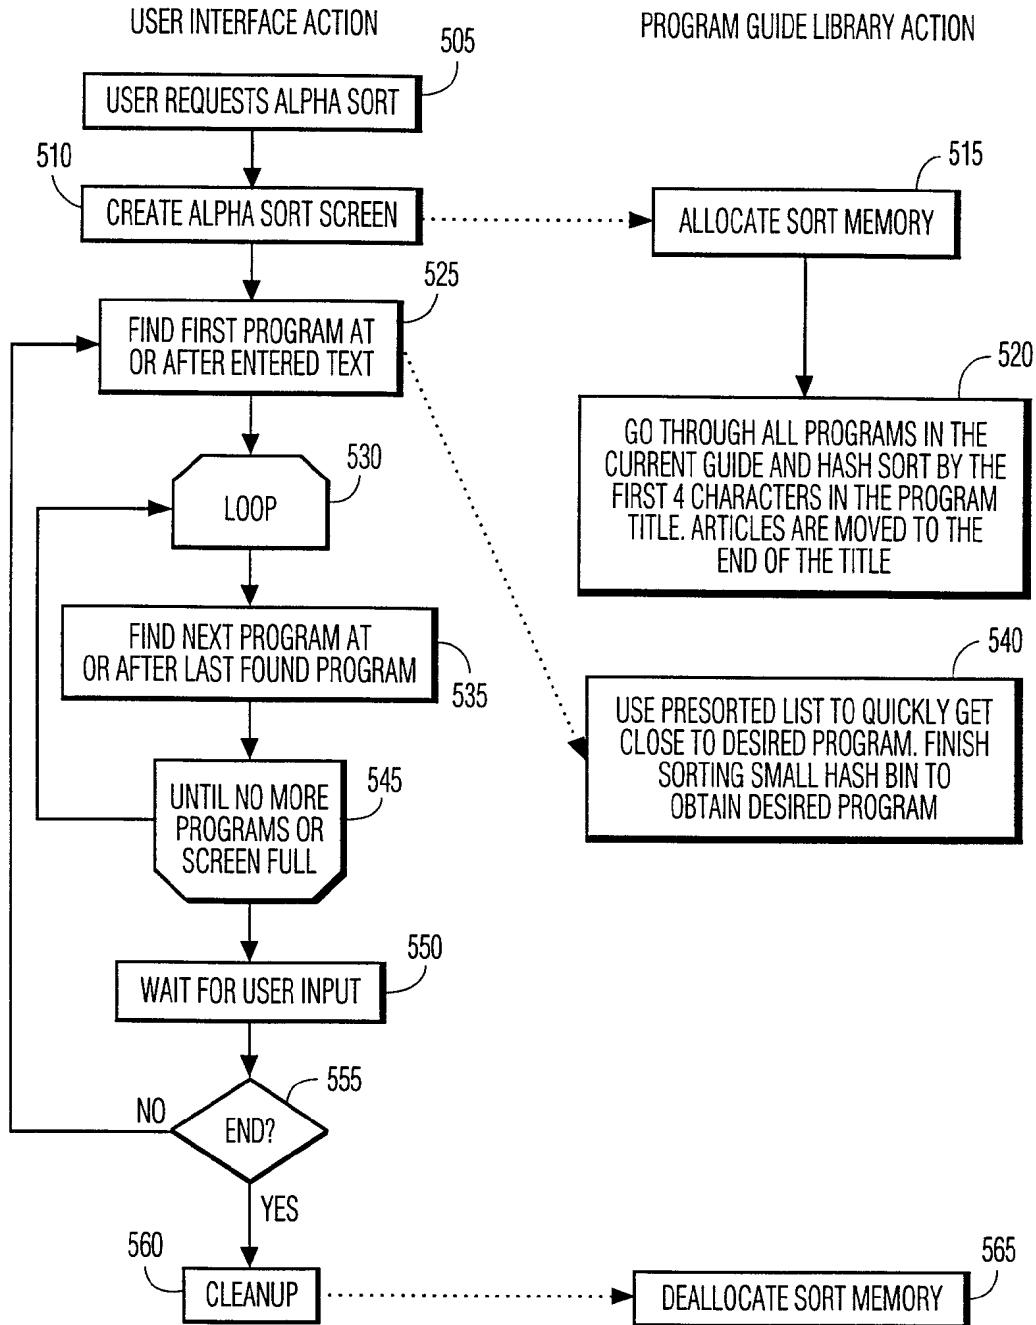 USER INTERFACE ACTION
PROGRAM GUIDE LIBRARY ACTION
505
USER REQUESTS ALPHA SORT
510
CREATE ALPHA SORT SCREEN
515
ALLOCATE SORT MEMORY
525
FIND FIRST PROGRAM AT
OR AFTER ENTERED TEXT
520
GO THROUGH ALL PROGRAMS IN THE
CURRENT GUIDE AND HASH SORT BY THE
FIRST 4 CHARACTERS IN THE PROGRAM
TITLE. ARTICLES ARE MOVED TO THE
END OF THE TITLE
530
LOOP
FIND NEXT PROGRAM AT
OR AFTER LAST FOUND PROGRAM
535
540
USE PRESORTED LIST TO QUICKLY GET
CLOSE TO DESIRED PROGRAM. FINISH
SORTING SMALL HASH BIN TO
OBTAIN DESIRED PROGRAM
545
UNTIL NO MORE
PROGRAMS OR
SCREEN FULL
550
WAIT FOR USER INPUT
555
NO
END?
YES
560
CLEANUP
565
DEALLOCATE SORT MEMORY